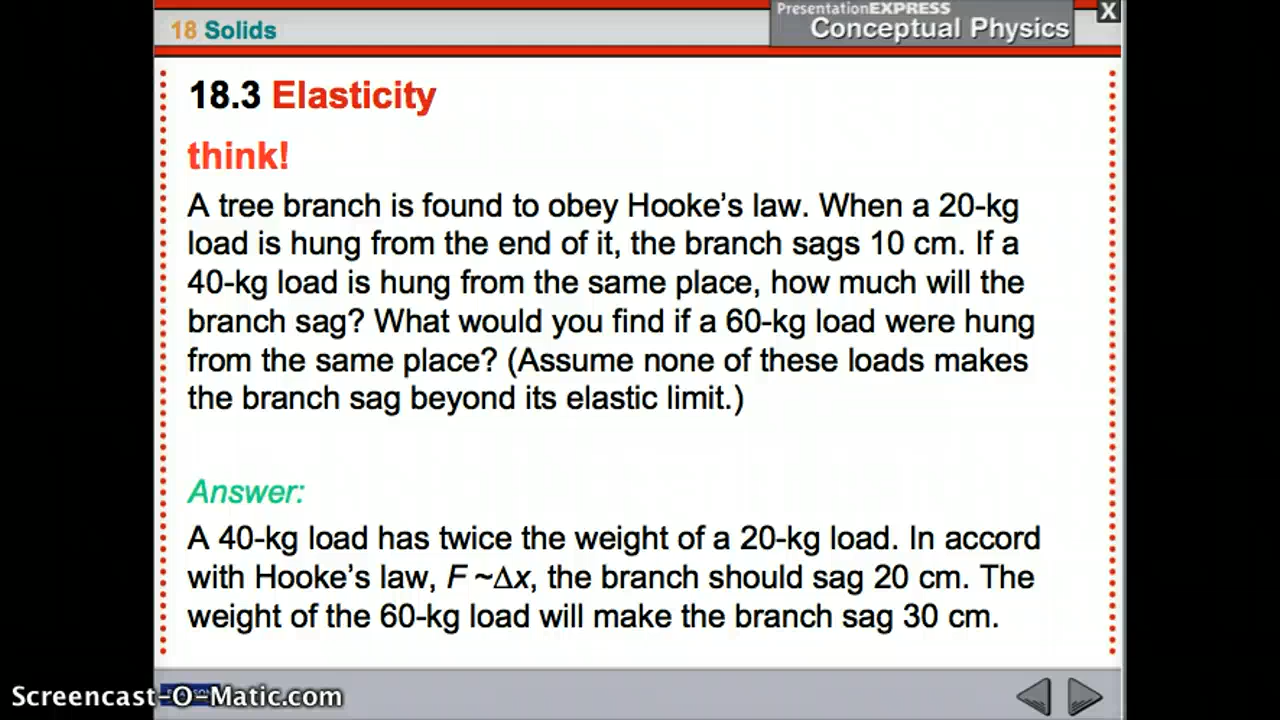 PresentationEXPRESS
Conceptual Physics
X
18 Solids
18.3 Elasticity
think!
A tree branch is found to obey Hooke’s law. When a 20-kg
load is hung from the end of it, the branch sags 10 cm. If a
40-kg load is hung from the same place, how much will the
branch sag? What would you find if a 60-kg load were hung
from the same place? (Assume none of these loads makes
the branch sag beyond its elastic limit.)
Answer:
A 40-kg load has twice the weight of a 20-kg load. In accord
with Hooke’s law, F ~Δx, the branch should sag 20 cm. The
weight of the 60-kg load will make the branch sag 30 cm.
Screencast-O-Matic.com